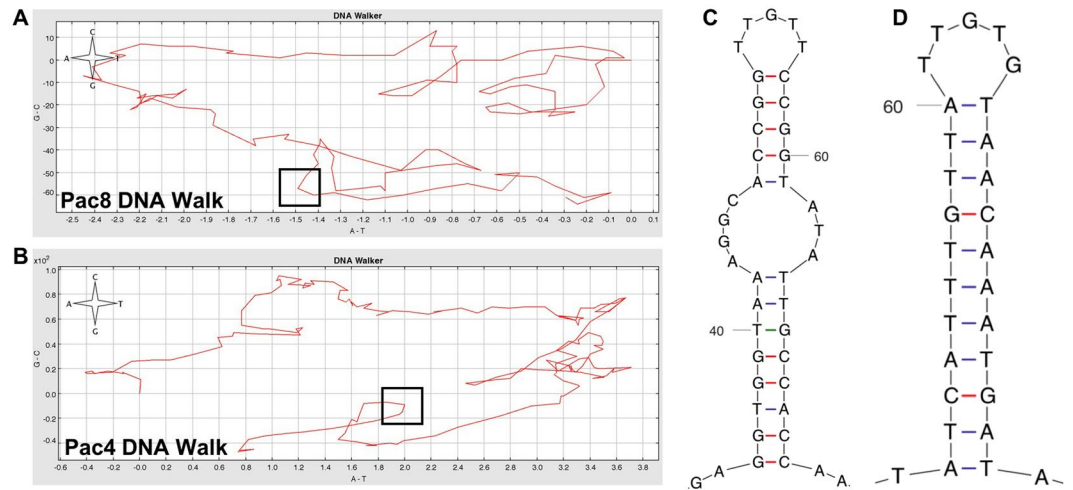 A
DNA Walker
C
A T
G
G - C
10
0
-10
-20
-30
-40
-50
-60
Pac8 DNA Walk
-2.5 -2.4 -2.3 -2.2 -2.1 -2.0 -1.9 -1.8 -1.7 -1.6 -1.5 -1.4 -1.3 -1.2 -1.1 -1.0 -0.9 -0.8 -0.7 -0.6 -0.5 -0.4 -0.3 -0.2 -0.1 0.0 0.1
A - T
B
DNA Walker
x10²
C
A T
G
G - C
1.0
0.8
0.6
0.4
0.2
0.0
-0.2
-0.4
Pac4 DNA Walk
-0.6 -0.4 -0.2 0.0 0.2 0.4 0.6 0.8 1.0 1.2 1.4 1.6 1.8 2.0 2.2 2.4 2.6 2.8 3.0 3.2 3.4 3.6 3.8
A - T
C
T G T
T T
G C
G C
C G
C G 60
A T
C A
G T
G A
A
A T
A T
40 T G
G C
G C
T A
G C
G C
G A A A
D
T G T
T G
60 A T
T A
T A
G C
T A
T A
T A
A T
C G
T A
T A T A